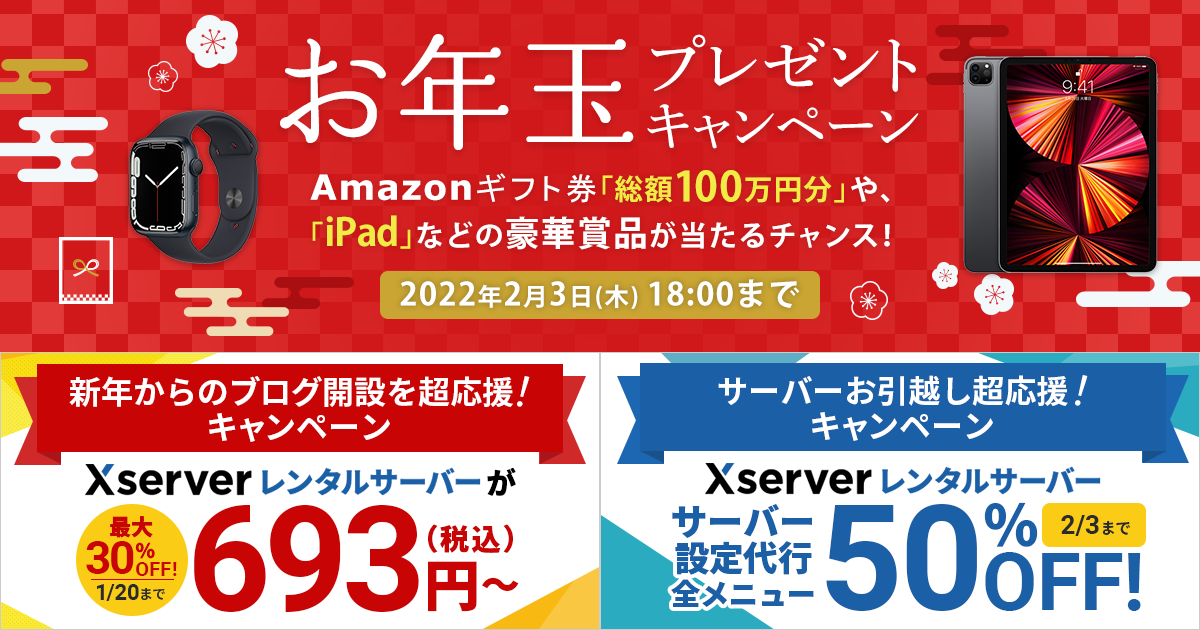 お年玉プレゼント
キャンペーン
Amazonギフト券「総額100万円分」や、
「iPad」などの豪華賞品が当たるチャンス!
2022年2月3日(木) 18:00まで
9:41
新年からのブログ開設を超応援!
キャンペーン
Xserver レンタルサーバー が
最大
30%
OFF!
1/20まで
693円〜
(税込)
サーバーお引越し超応援!
キャンペーン
Xserver レンタルサーバー
サーバー
設定代行
全メニュー
50%OFF!
2/3まで